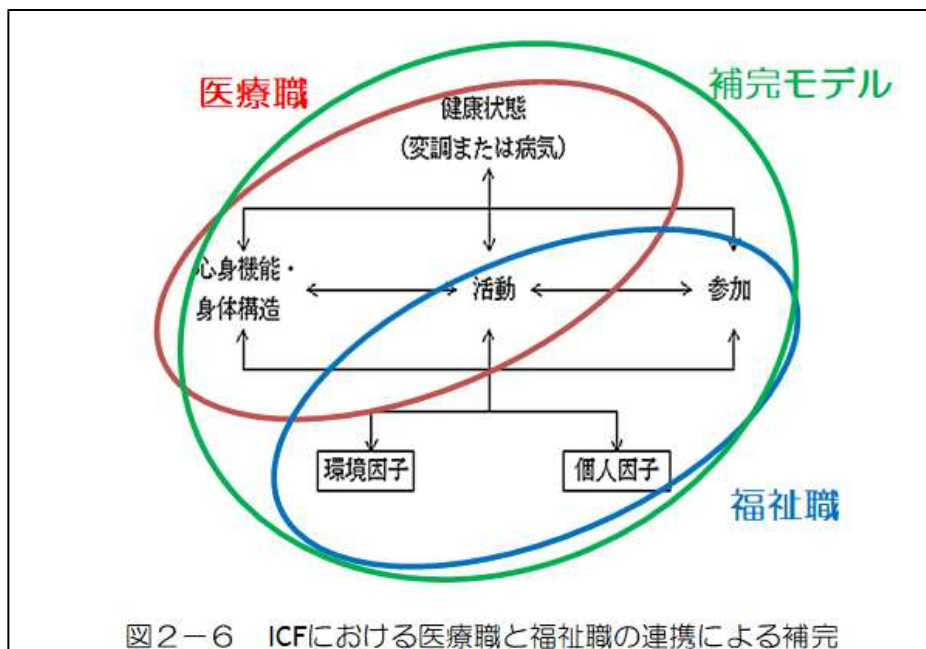 医療職
補完モデル
健康状態
(変調または病気)
心身機能・
身体構造
活動
参加
環境因子
個人因子
福祉職
図2-6 ICFにおける医療職と福祉職の連携による補完